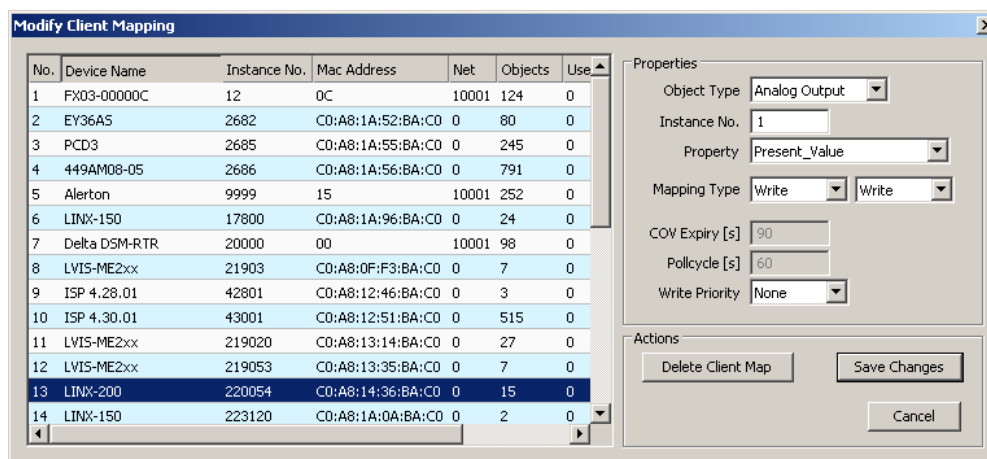 Modify Client Mapping
No. Device Name Instance No. Mac Address Net Objects Use
1 FX03-00000C 12 0C 10001 124 0
2 EY36AS 2682 C0:A8:1A:52:BA:C0 0 80 0
3 PCD3 2685 C0:A8:1A:55:BA:C0 0 245 0
4 449AM08-05 2686 C0:A8:1A:56:BA:C0 0 791 0
5 Alerton 9999 15 10001 252 0
6 LINX-150 17800 C0:A8:1A:96:BA:C0 0 24 0
7 Delta DSM-RTR 20000 00 10001 98 0
8 LVIS-ME2xx 21903 C0:A8:0F:F3:BA:C0 0 7 0
9 ISP 4.28.01 42801 C0:A8:12:46:BA:C0 0 3 0
10 ISP 4.30.01 43001 C0:A8:12:51:BA:C0 0 515 0
11 LVIS-ME2xx 219020 C0:A8:13:14:BA:C0 0 27 0
12 LVIS-ME2xx 219053 C0:A8:13:35:BA:C0 0 7 0
13 LINX-200 220054 C0:A8:14:36:BA:C0 0 15 0
14 LINX-150 223120 C0:A8:1A:0A:BA:C0 0 2 0
Properties
Object Type Analog Output
Instance No. 1
Property Present_Value
Mapping Type Write Write
COV Expiry [s] 90
Pollcycle [s] 60
Write Priority None
Actions
Delete Client Map Save Changes
Cancel